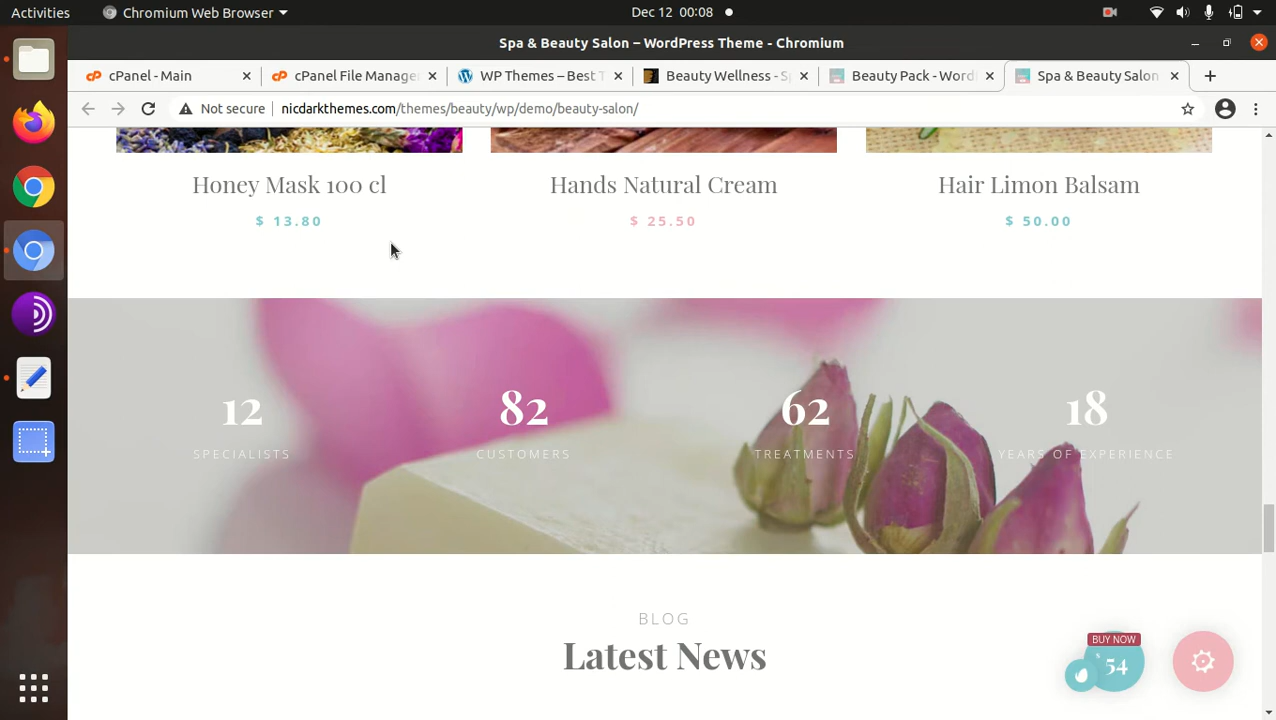 Activities
Chromium Web Browser
Dec 12 00:08
Spa & Beauty Salon – WordPress Theme - Chromium
cPanel - Main
cPanel File Manage
WP Themes – Best T
Beauty Wellness - S
Beauty Pack - Word
Spa & Beauty Salon
Not secure
nicdarkthemes.com/themes/beauty/wp/demo/beauty-salon/
Honey Mask 100 cl
Hands Natural Cream
Hair Limon Balsam
$ 13.80
$ 25.50
$ 50.00
12
82
62
18
SPECIALISTS
CUSTOMERS
TREATMENTS
YEARS OF EXPERIENCE
BLOG
Latest News
BUY NOW
$ 54